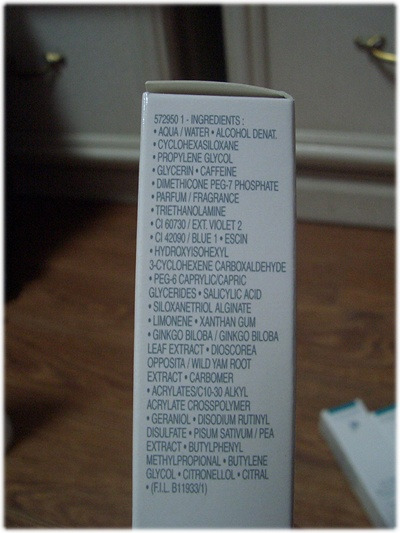 572950 1 - INGREDIENTS :
• AQUA / WATER • ALCOHOL DENAT.
• CYCLOHEXASILOXANE
• PROPYLENE GLYCOL
• GLYCERIN • CAFFEINE
• DIMETHICONE PEG-7 PHOSPHATE
• PARFUM / FRAGRANCE
• TRIETHANOLAMINE
• CI 60730 / EXT. VIOLET 2
• CI 42090 / BLUE 1 • ESCIN
• HYDROXYISOHEXYL
3-CYCLOHEXENE CARBOXALDEHYDE
• PEG-6 CAPRYLIC/CAPRIC
GLYCERIDES • SALICYLIC ACID
• SILOXANETRIOL ALGINATE
• LIMONENE • XANTHAN GUM
• GINKGO BILOBA / GINKGO BILOBA
LEAF EXTRACT • DIOSCOREA
OPPOSITA / WILD YAM ROOT
EXTRACT • CARBOMER
• ACRYLATES/C10-30 ALKYL
ACRYLATE CROSSPOLYMER
• GERANIOL • DISODIUM RUTINYL
DISULFATE • PISUM SATIVUM / PEA
EXTRACT • BUTYLPHENYL
METHYLPROPIONAL • BUTYLENE
GLYCOL • CITRONELLOL • CITRAL
• (F.I.L. B11933/1)